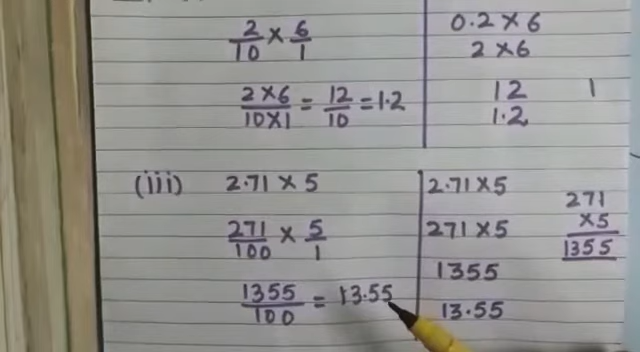 2/10 × 6/1
2×6/10×1 = 12/10 = 1.2
0.2 × 6
2 × 6
12 1
1.2
(iii) 2.71 × 5
271/100 × 5/1
1355/100 = 13.55
2.71 × 5
271 × 5
1355
13.55
271
×5
1355